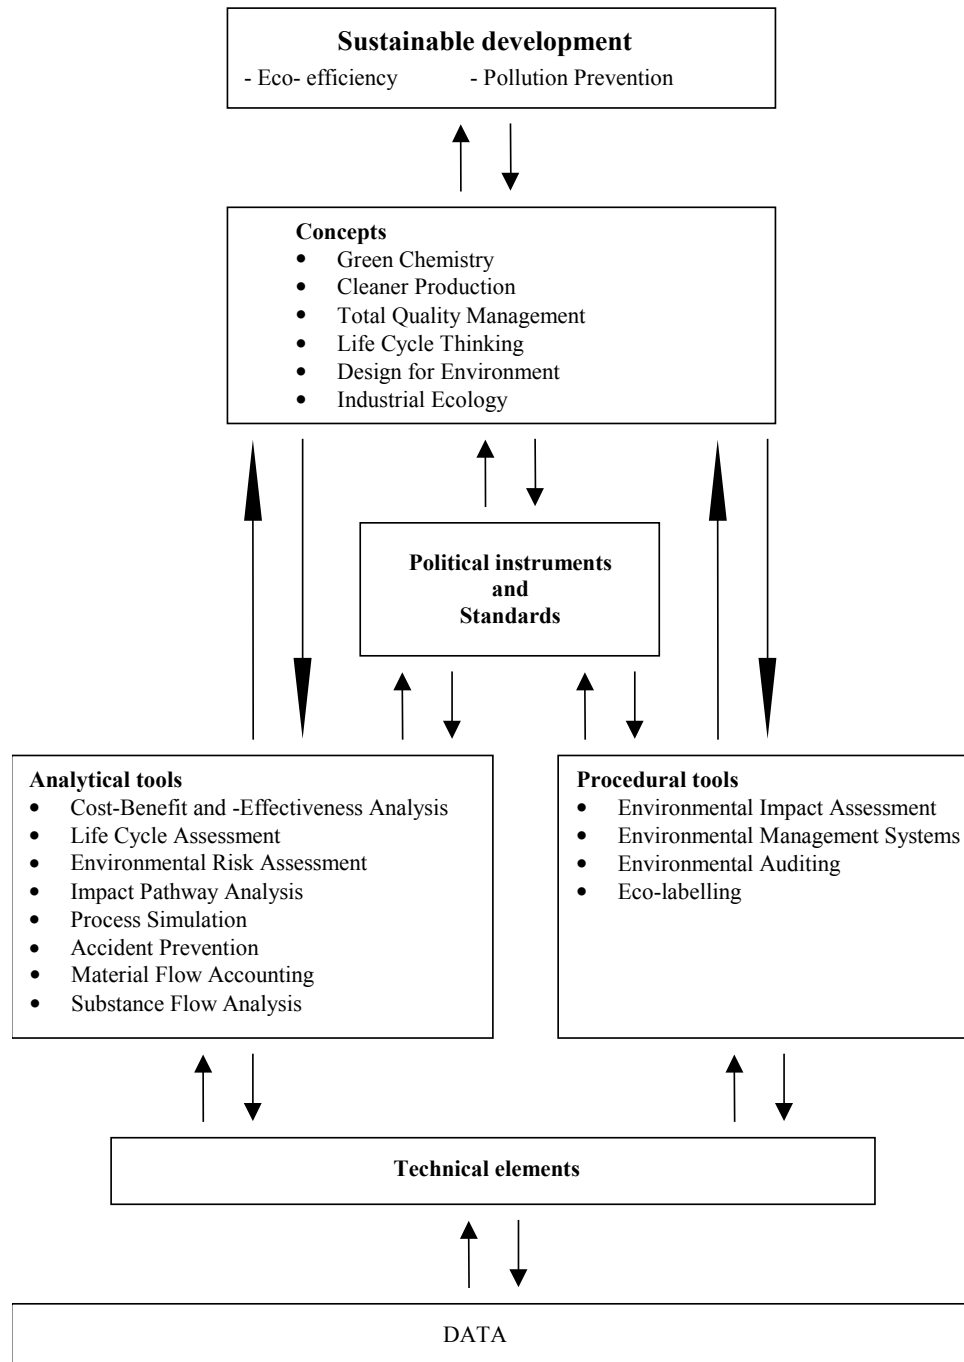 Sustainable development
- Eco- efficiency - Pollution Prevention
Concepts
• Green Chemistry
• Cleaner Production
• Total Quality Management
• Life Cycle Thinking
• Design for Environment
• Industrial Ecology
Political instruments
and
Standards
Analytical tools
• Cost-Benefit and -Effectiveness Analysis
• Life Cycle Assessment
• Environmental Risk Assessment
• Impact Pathway Analysis
• Process Simulation
• Accident Prevention
• Material Flow Accounting
• Substance Flow Analysis
Procedural tools
• Environmental Impact Assessment
• Environmental Management Systems
• Environmental Auditing
• Eco-labelling
Technical elements
DATA